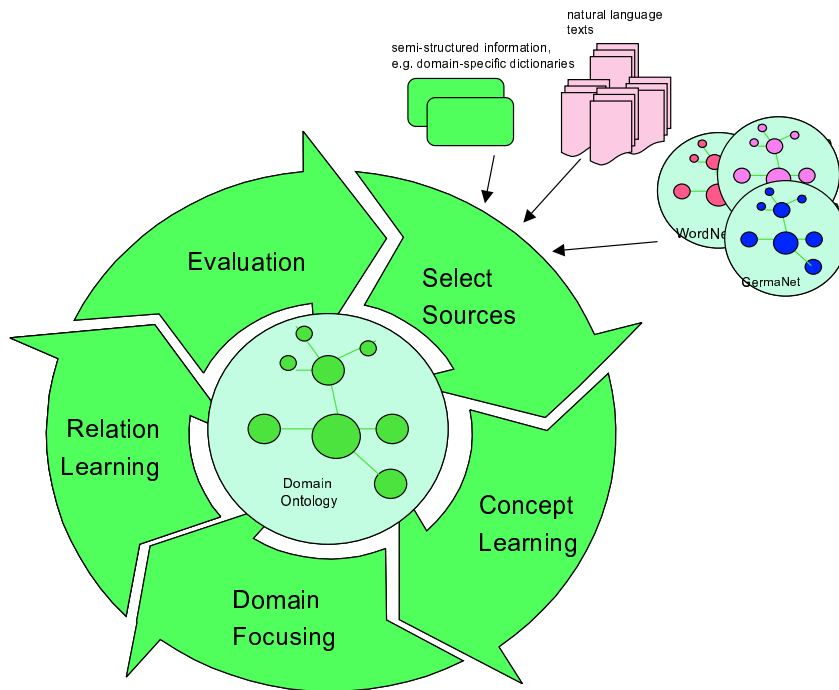 natural language
texts
semi-structured information,
e.g. domain-specific dictionaries
WordNe
GermaNet
Evaluation
Select
Sources
Relation
Learning
Domain
Ontology
Concept
Learning
Domain
Focusing